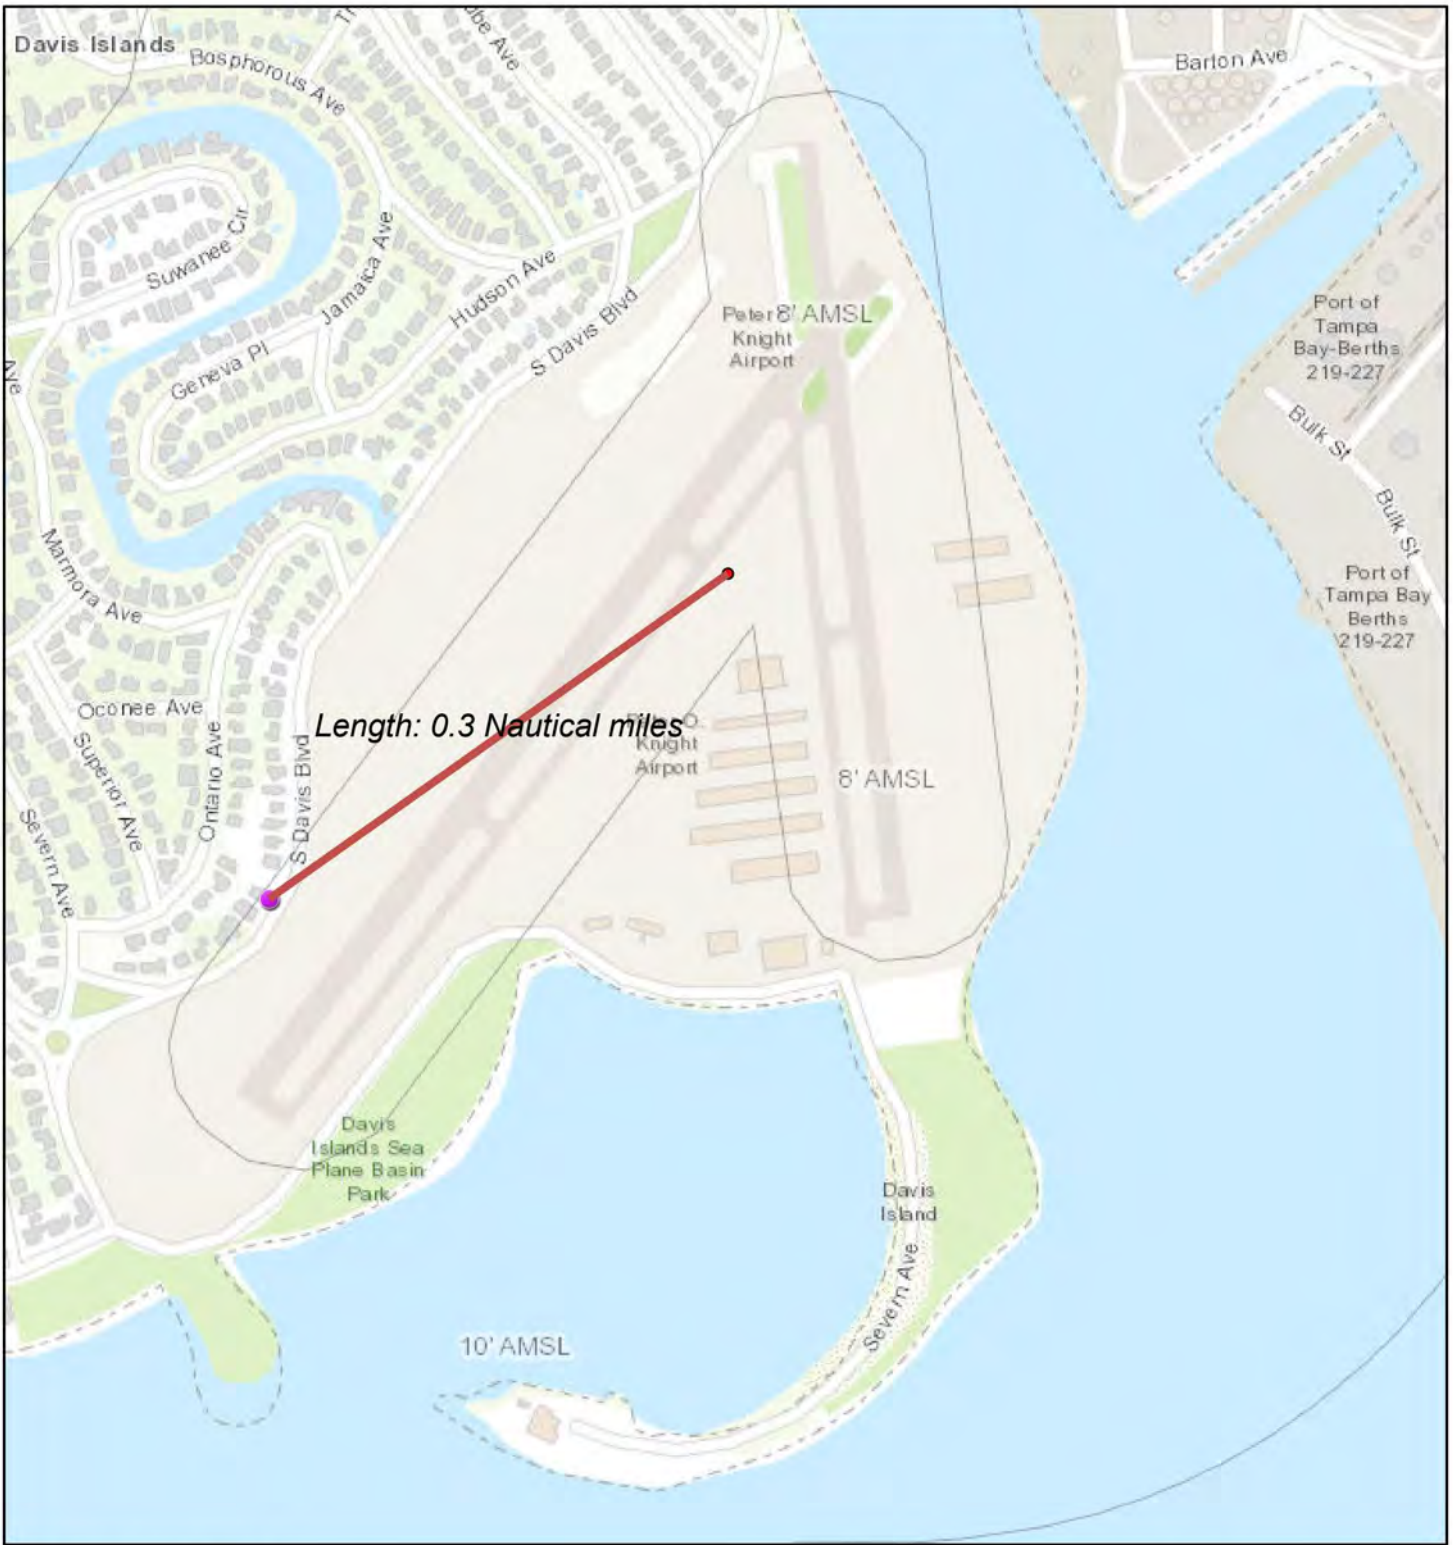 Davis Islands
Bosphorous Ave
Barlon Ave
Suwanee Cir
Jamaica Ave
Hudson Ave
S Davis Blvd
Geneva Pl
Ave
Peter
Knight
Airport
8' AMSL
Port of
Tampa
Bay-Berths
219-227
Bulk St
Bulk St
Marmora Ave
Port of
Tampa Bay
Berths
219-227
Oconee Ave
Superior Ave
Ontario Ave
S Davis Blvd
Severn Ave
Length: 0.3 Nautical miles
Knight
Airport
8' AMSL
Davis
Islands Sea
Plane Basin
Park
Davis
Island
Severn Ave
10' AMSL